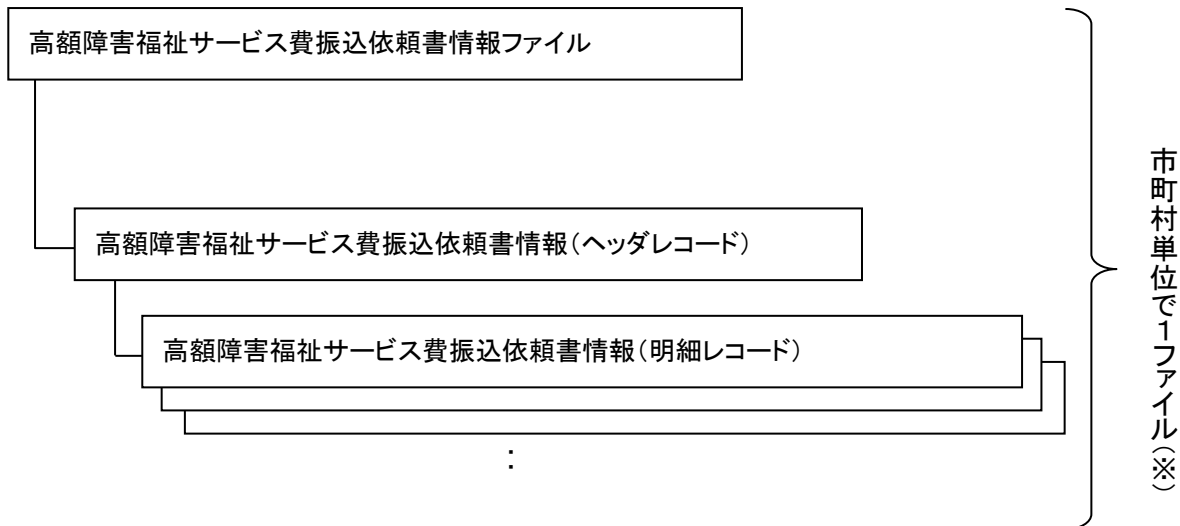 高額障害福祉サービス費振込依頼書情報ファイル
高額障害福祉サービス費振込依頼書情報(ヘッダレコード)
高額障害福祉サービス費振込依頼書情報(明細レコード)
:
市町村単位で1ファイル(※)